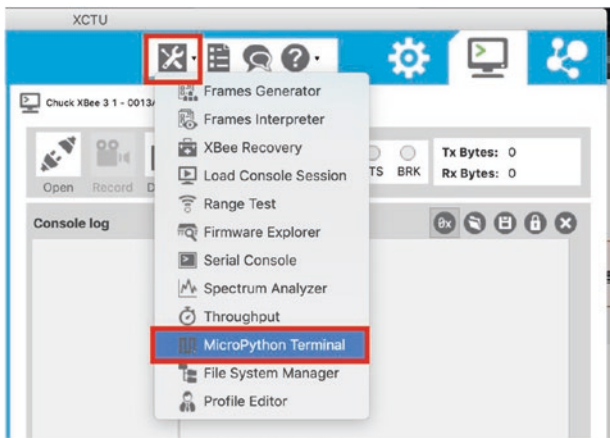 XCTU
Chuck XBee 3 1 - 0013A
Frames Generator
Frames Interpreter
XBee Recovery
Load Console Session
Range Test
Firmware Explorer
Serial Console
Spectrum Analyzer
Throughput
MicroPython Terminal
File System Manager
Profile Editor
Open
Record
D
TS
BRK
Tx Bytes: 0
Rx Bytes: 0
Console log